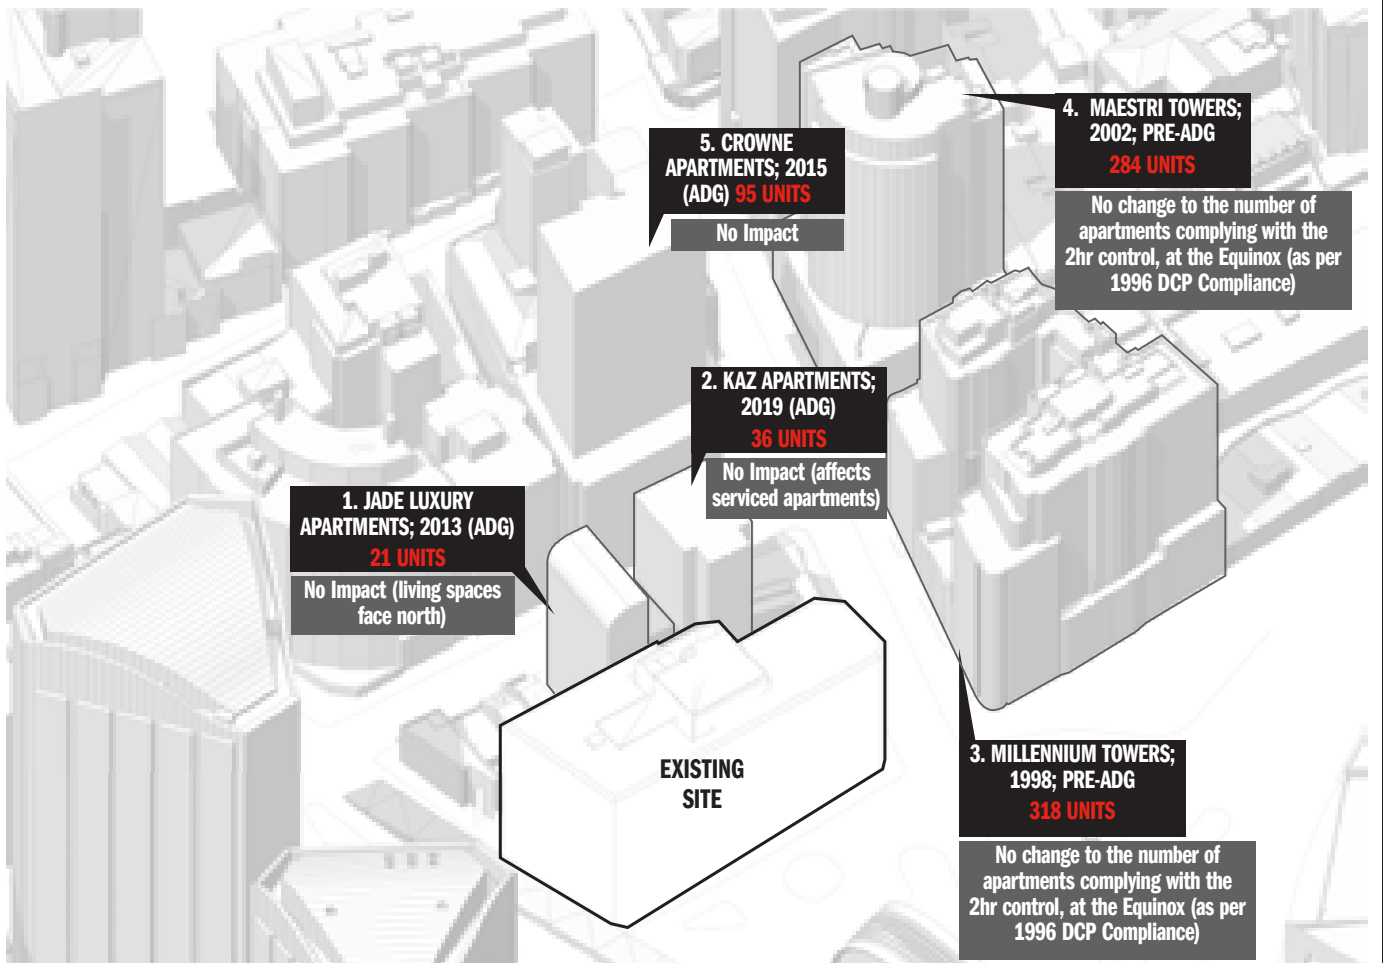 4. MAESTRI TOWERS;
2002; PRE-ADG
284 UNITS
No change to the number of
apartments complying with the
2hr control, at the Equinox (as per
1996 DCP Compliance)
5. CROWNE
APARTMENTS; 2015
(ADG) 95 UNITS
No Impact
2. KAZ APARTMENTS;
2019 (ADG)
36 UNITS
No Impact (affects
serviced apartments)
1. JADE LUXURY
APARTMENTS; 2013 (ADG)
21 UNITS
No Impact (living spaces
face north)
EXISTING
SITE
3. MILLENNIUM TOWERS;
1998; PRE-ADG
318 UNITS
No change to the number of
apartments complying with the
2hr control, at the Equinox (as per
1996 DCP Compliance)